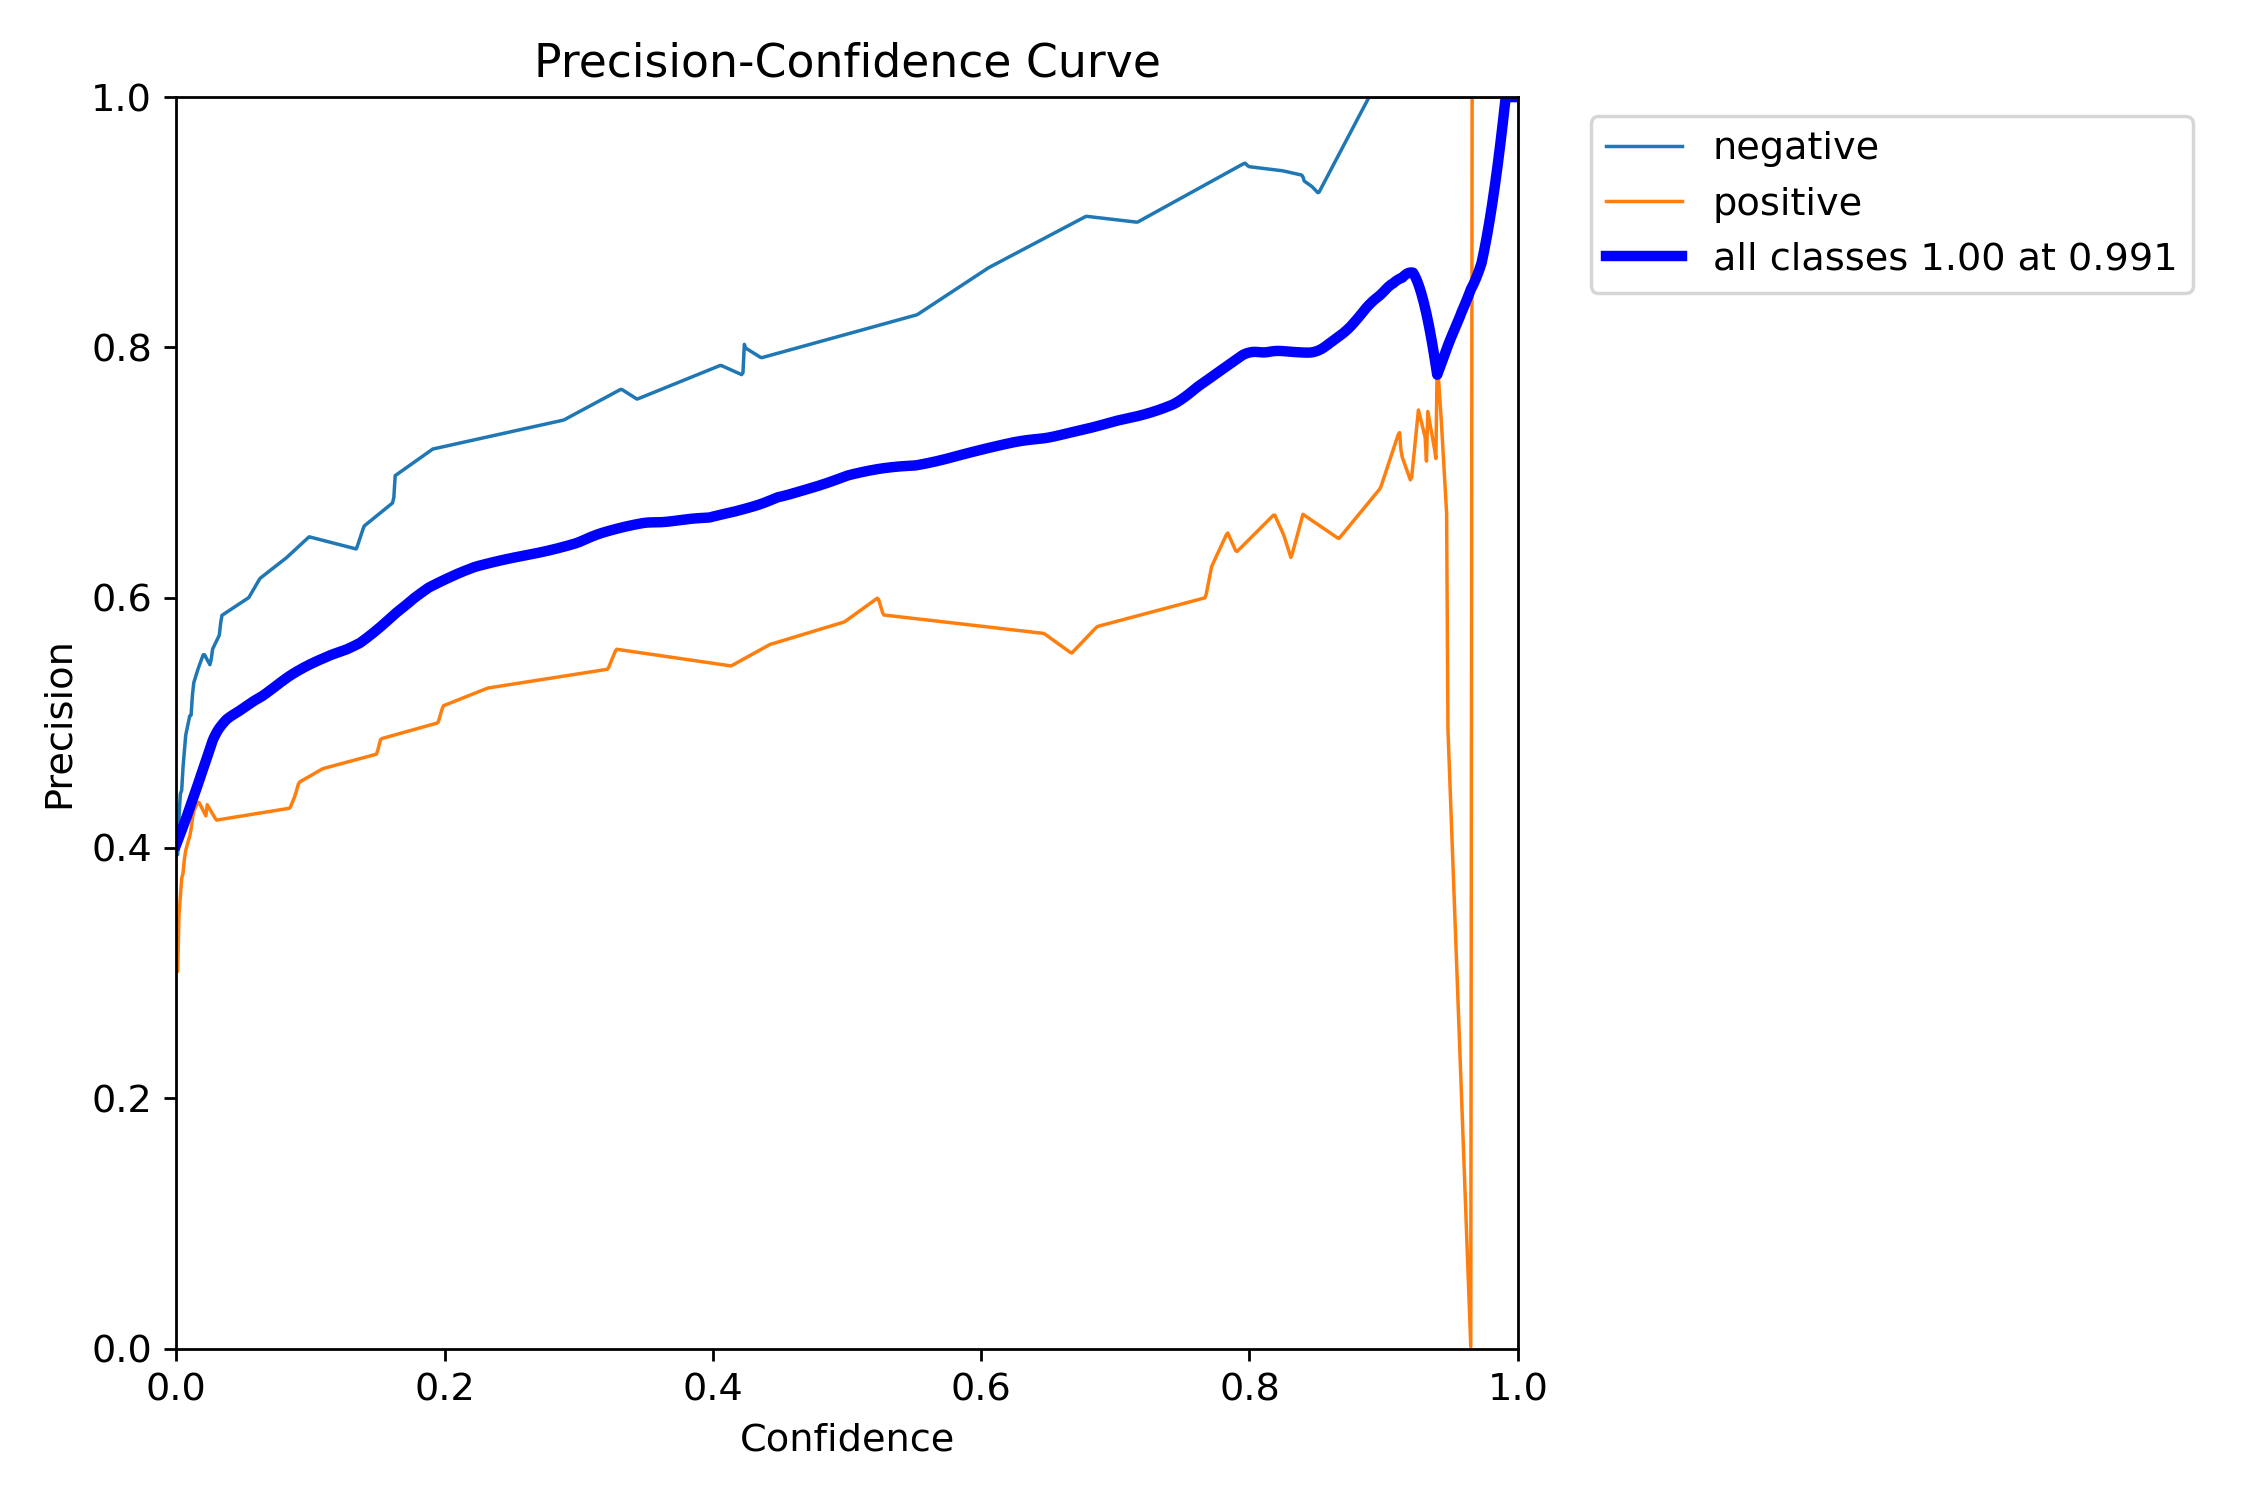 Precision-Confidence Curve
1.0
0.8
0.6
0.4
0.2
0.0
Precision
0.0 0.2 0.4 0.6 0.8 1.0
Confidence
negative
positive
all classes 1.00 at 0.991